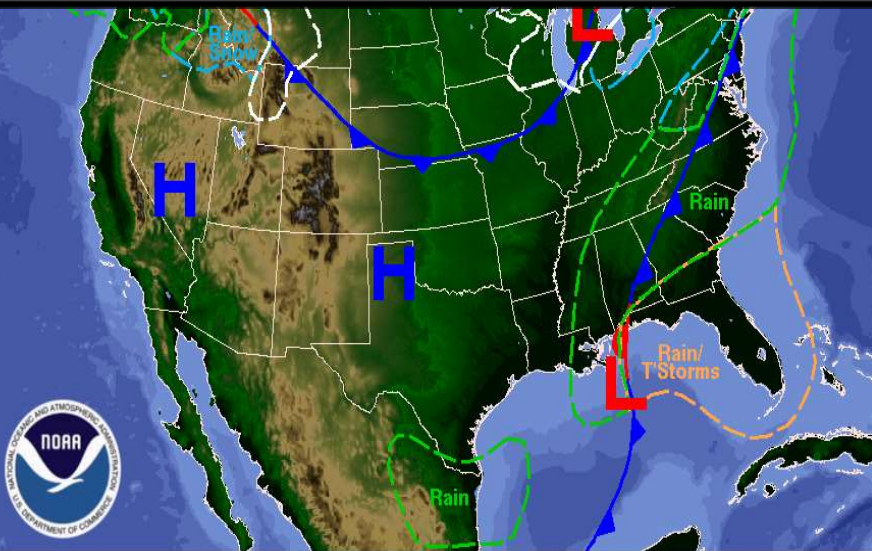 L
Rain/
Snow
H
Rain
H
Rain/
T'Storms
L
Rain
NATIONAL OCEANIC AND ATMOSPHERIC ADMINISTRATION
NOAA
U.S. DEPARTMENT OF COMMERCE